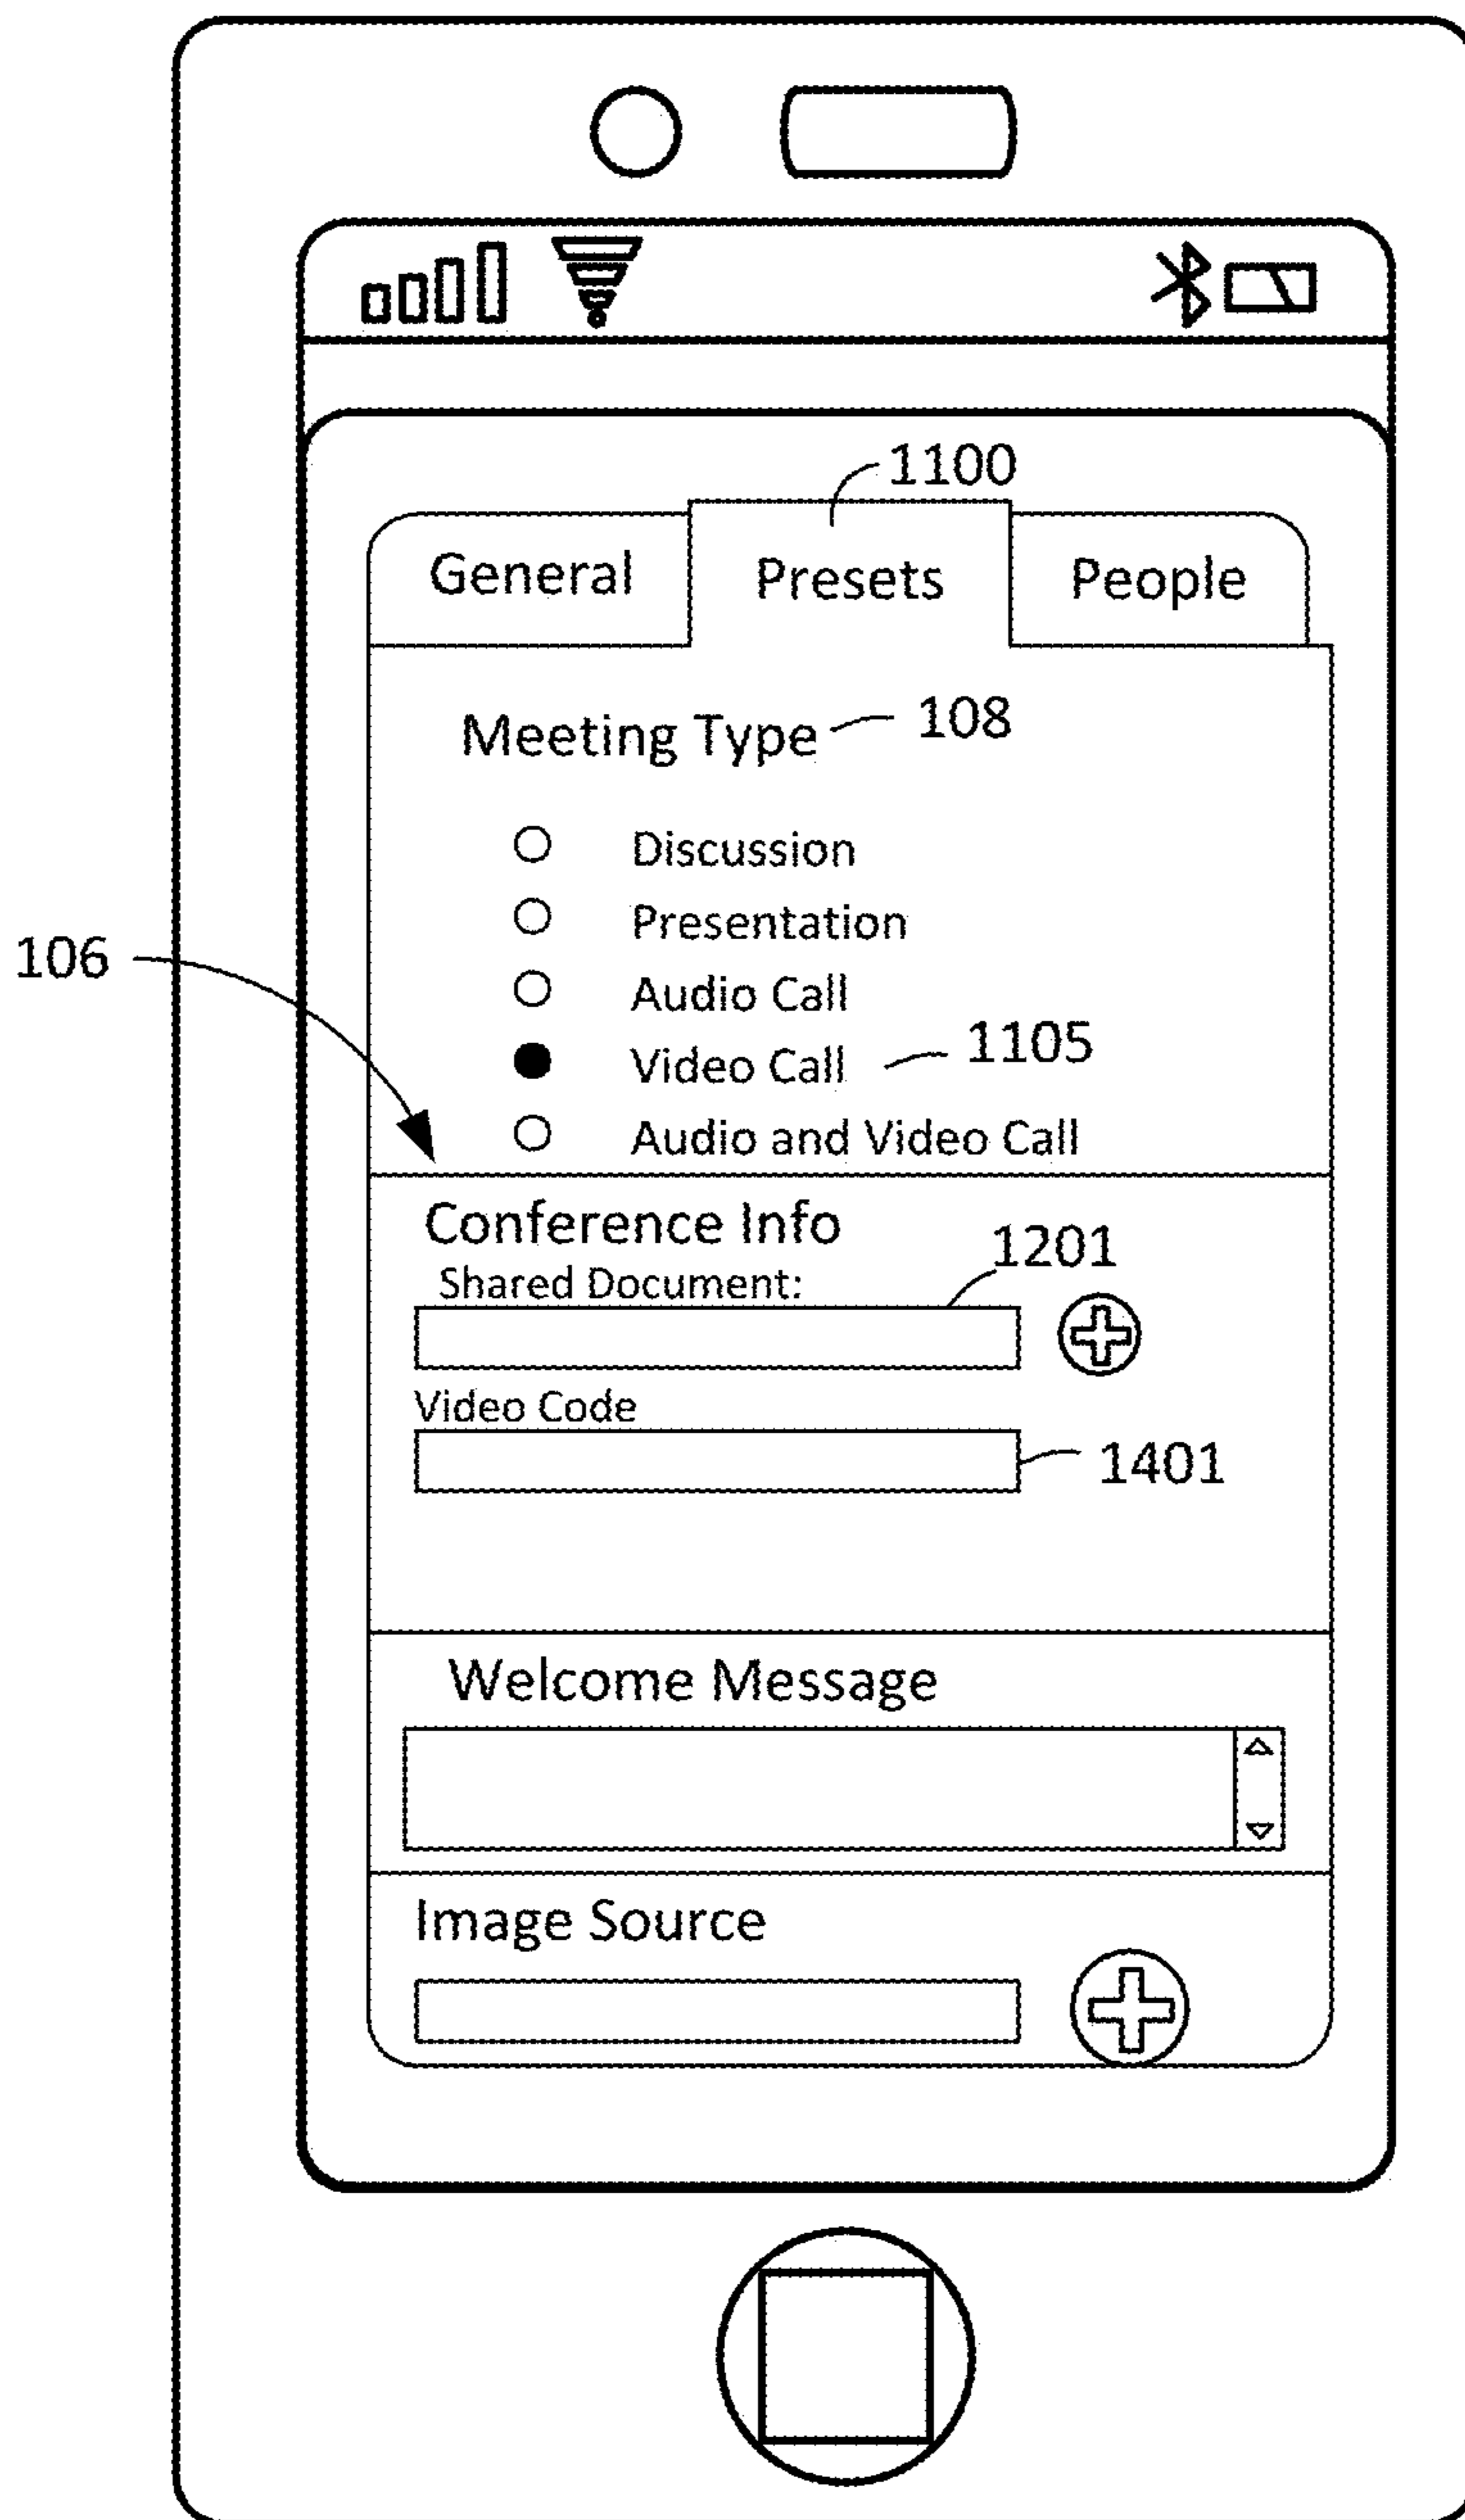 1100
General Presets People
Meeting Type 108
Discussion
Presentation
106
Audio Call
Video Call 1105
Audio and Video Call
Conference Info
1201
Shared Document:
Video Code
1401
Welcome Message
Image Source